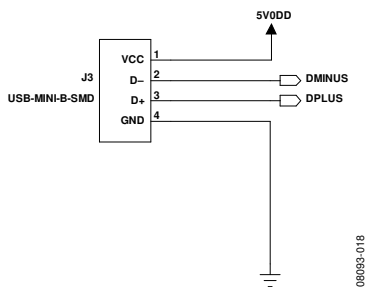 5V0DD
J3
USB-MINI-B-SMD
VCC 1
D– 2
DMINUS
D+ 3
DPLUS
GND 4
08093-018